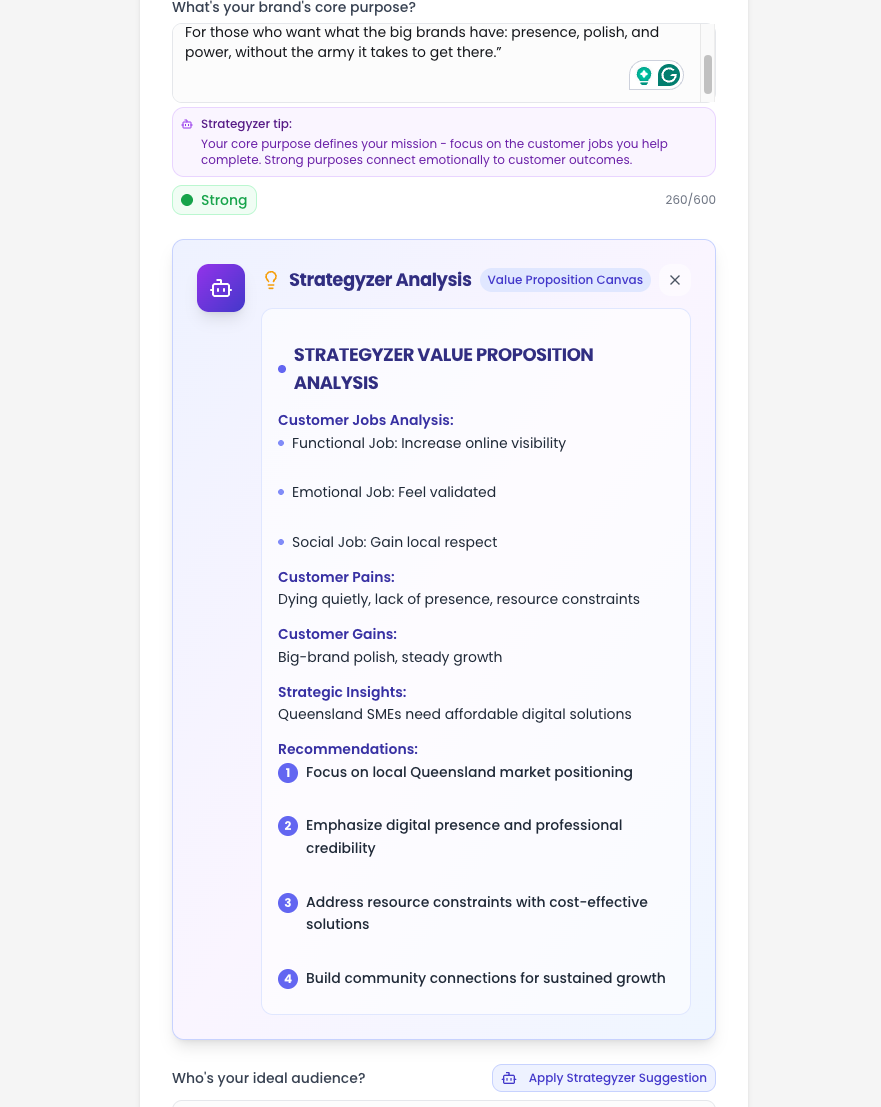 What's your brand's core purpose?
For those who want what the big brands have: presence, polish, and
power, without the army it takes to get there.”
Strategyzer tip:
Your core purpose defines your mission - focus on the customer jobs you help
complete. Strong purposes connect emotionally to customer outcomes.
Strong
260/600
Strategyzer Analysis
Value Proposition Canvas
STRATEGYZER VALUE PROPOSITION
ANALYSIS
Customer Jobs Analysis:
Functional Job: Increase online visibility
Emotional Job: Feel validated
Social Job: Gain local respect
Customer Pains:
Dying quietly, lack of presence, resource constraints
Customer Gains:
Big-brand polish, steady growth
Strategic Insights:
Queensland SMEs need affordable digital solutions
Recommendations:
1 Focus on local Queensland market positioning
2 Emphasize digital presence and professional
credibility
3 Address resource constraints with cost-effective
solutions
4 Build community connections for sustained growth
Who's your ideal audience?
Apply Strategyzer Suggestion